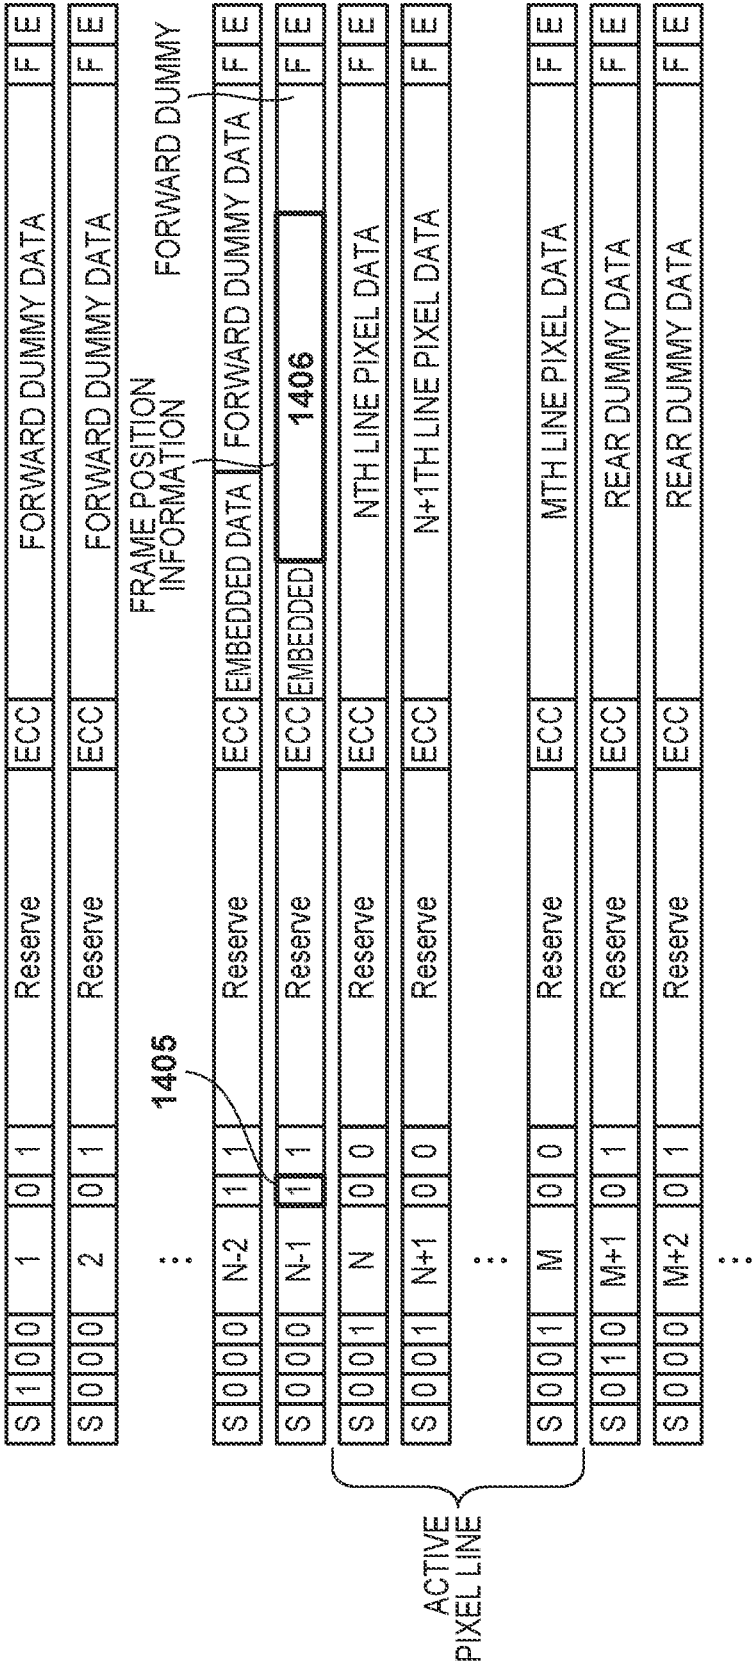 S 1 0 0 1 0 1 Reserve ECC FORWARD DUMMY DATA F E
S 0 0 0 2 0 1 Reserve ECC FORWARD DUMMY DATA F E
1405
FRAME POSITION
INFORMATION
FORWARD DUMMY
⋮
S 0 0 0 N-2 1 1 Reserve ECC EMBEDDED DATA FORWARD DUMMY DATA F E
S 0 0 0 N-1 1 1 Reserve ECC EMBEDDED 1406 F E
S 0 0 1 N 0 0 Reserve ECC NTH LINE PIXEL DATA F E
S 0 0 1 N+1 0 0 Reserve ECC N+1TH LINE PIXEL DATA F E
ACTIVE
PIXEL LINE
⋮
S 0 0 1 M 0 0 Reserve ECC MTH LINE PIXEL DATA F E
S 0 1 0 M+1 0 1 Reserve ECC REAR DUMMY DATA F E
S 0 0 0 M+2 0 1 Reserve ECC REAR DUMMY DATA F E
⋮